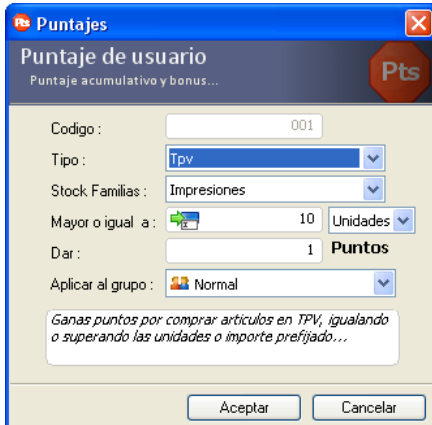 Pts Puntajes
Puntaje de usuario
Puntaje acumulativo y bonus...
Pts
Codigo : 001
Tipo : Tpv
Stock Familias : Impresiones
Mayor o igual a : 10 Unidades
Dar : 1 Puntos
Aplicar al grupo : Normal
Ganas puntos por comprar articulos en TPV, igualando
o superando las unidades o importe prefijado...
Aceptar Cancelar